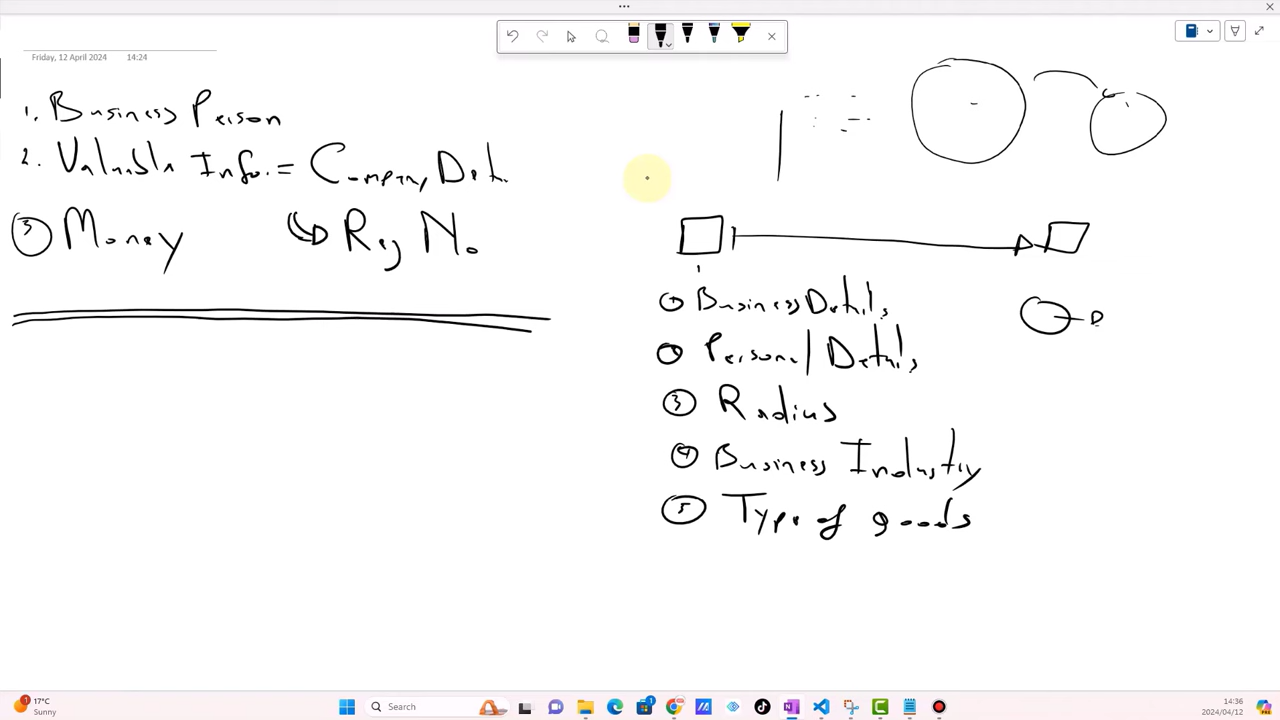 Friday, 12 April 2024 14:24
1. Business Person
2. Valuable Info. = Company Det.
③ Money
Reg No.
① Business Details
Personal Details
③ Radius
④ Business Industry
⑤ Type of goods
D
17°C
Sunny
Search
14:36
2024/04/12